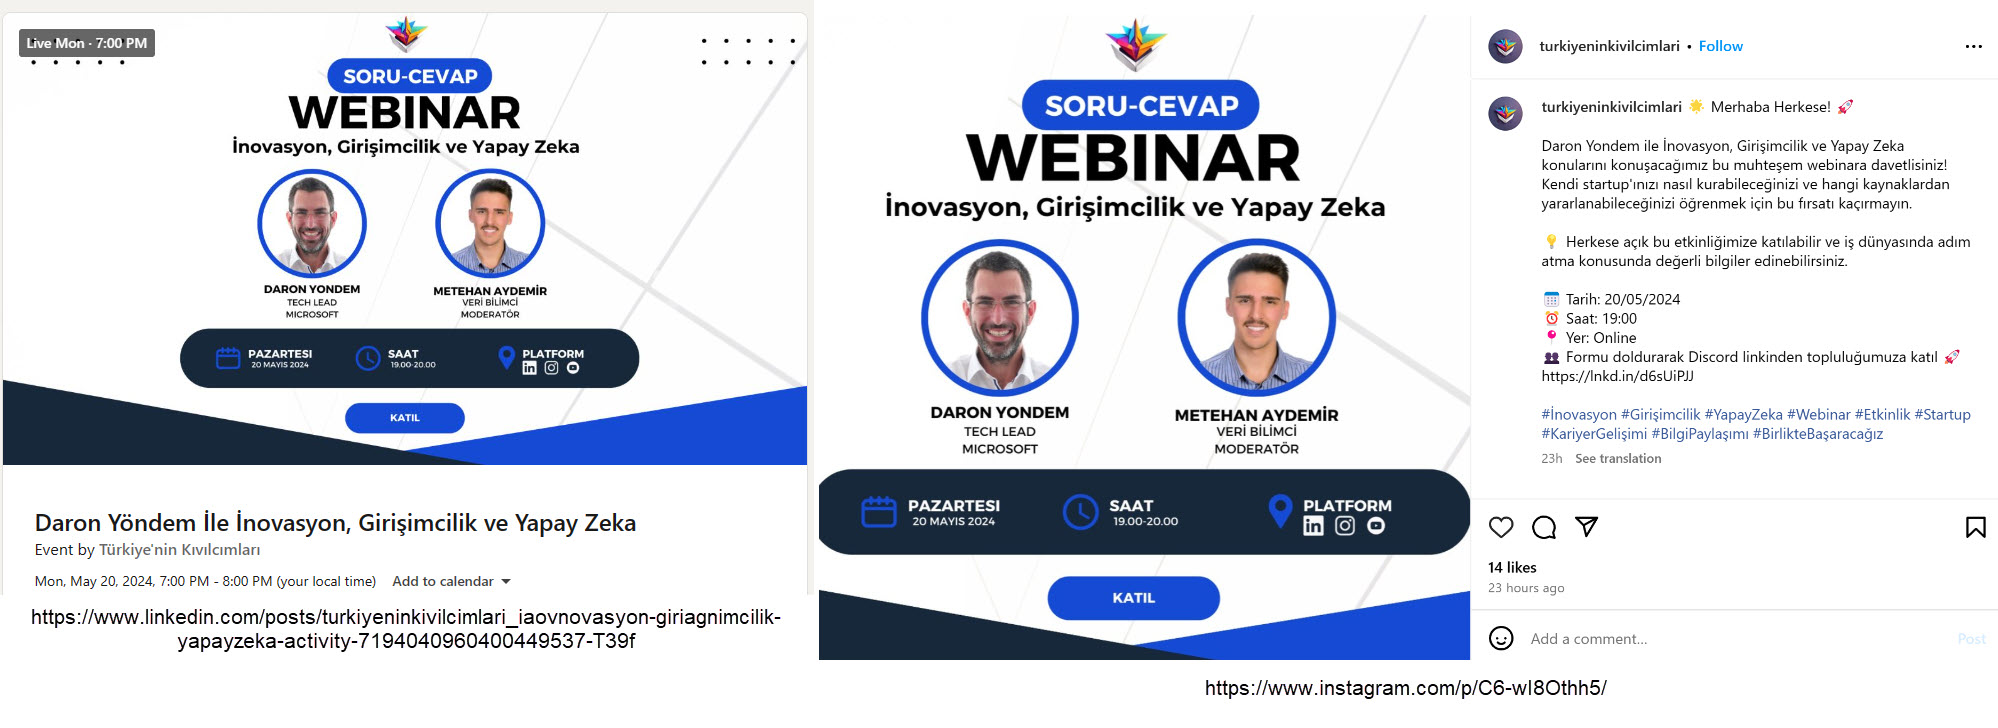 Live Mon · 7:00 PM
SORU-CEVAP
WEBINAR
İnovasyon, Girişimcilik ve Yapay Zeka
DARON YONDEM
TECH LEAD
MICROSOFT
METEHAN AYDEMİR
VERİ BİLİMCİ
MODERATÖR
PAZARTESI
20 MAYIS 2024
SAAT
19.00-20.00
PLATFORM
KATIL
Daron Yöndem İle İnovasyon, Girişimcilik ve Yapay Zeka
Event by Türkiye'nin Kıvılcımları
Mon, May 20, 2024, 7:00 PM - 8:00 PM (your local time) Add to calendar
https://www.linkedin.com/posts/turkiyeninkivilcimlari_iaovnovasyon-giriagnimcilik-
yapayzeka-activity-7194040960400449537-T39f
SORU-CEVAP
WEBINAR
İnovasyon, Girişimcilik ve Yapay Zeka
DARON YONDEM
TECH LEAD
MICROSOFT
METEHAN AYDEMİR
VERİ BİLİMCİ
MODERATÖR
PAZARTESI
20 MAYIS 2024
SAAT
19.00-20.00
PLATFORM
KATIL
turkiyeninkivilcimlari • Follow
turkiyeninkivilcimlari 🌟 Merhaba Herkese! 🚀
Daron Yondem ile İnovasyon, Girişimcilik ve Yapay Zeka
konularını konuşacağımız bu muhteşem webinara davetlisiniz!
Kendi startup'ınızı nasıl kurabileceğinizi ve hangi kaynaklardan
yararlanabileceğinizi öğrenmek için bu fırsatı kaçırmayın.
💡 Herkese açık bu etkinliğimize katılabilir ve iş dünyasında adım
atma konusunda değerli bilgiler edinebilirsiniz.
📅 Tarih: 20/05/2024
⏰ Saat: 19:00
📍 Yer: Online
👥 Formu doldurarak Discord linkinden topluluğumuza katıl 🚀
https://lnkd.in/d6sUiPJJ
#İnovasyon #Girişimcilik #YapayZeka #Webinar #Etkinlik #Startup
#KariyerGelişimi #BilgiPaylaşımı #BirlikteBaşaracağız
23h See translation
14 likes
23 hours ago
Add a comment... Post
https://www.instagram.com/p/C6-wI8Othh5/